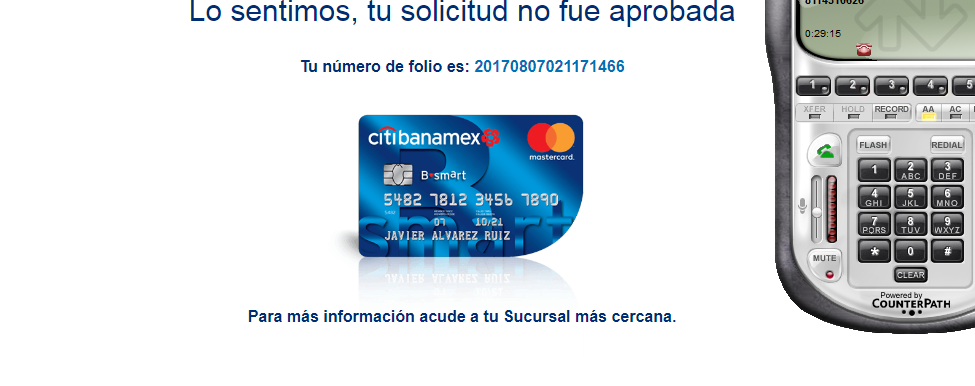 Lo sentimos, tu solicitud no fue aprobada
Tu número de folio es: 20170807021171466
citibanamex
mastercard.
B•smart
5482 7812 3456 7890
07 10/21
JAVIER ALVAREZ RUIZ
smart
Para más información acude a tu Sucursal más cercana.
0:29:15
1 2 3 4 5
XFER HOLD RECORD AA AC
FLASH REDIAL
1 2 ABC 3 DEF
4 GHI 5 JKL 6 MNO
7 PQRS 8 TUV 9 WXYZ
* 0 #
MUTE
CLEAR
Powered by
COUNTERPATH